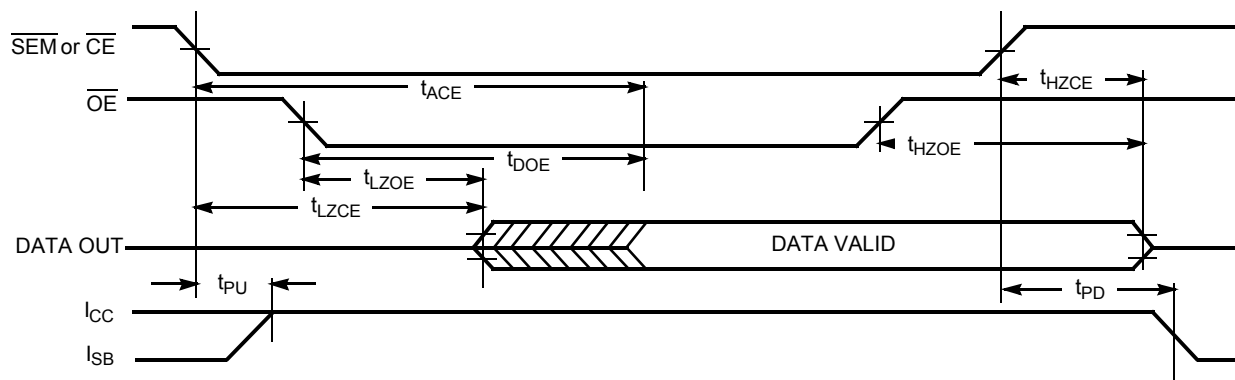 SEM or CE
tHZCE
tACE
OE
tHZOE
tDOE
tLZOE
tLZCE
DATA OUT
DATA VALID
tPU
tPD
ICC
ISB